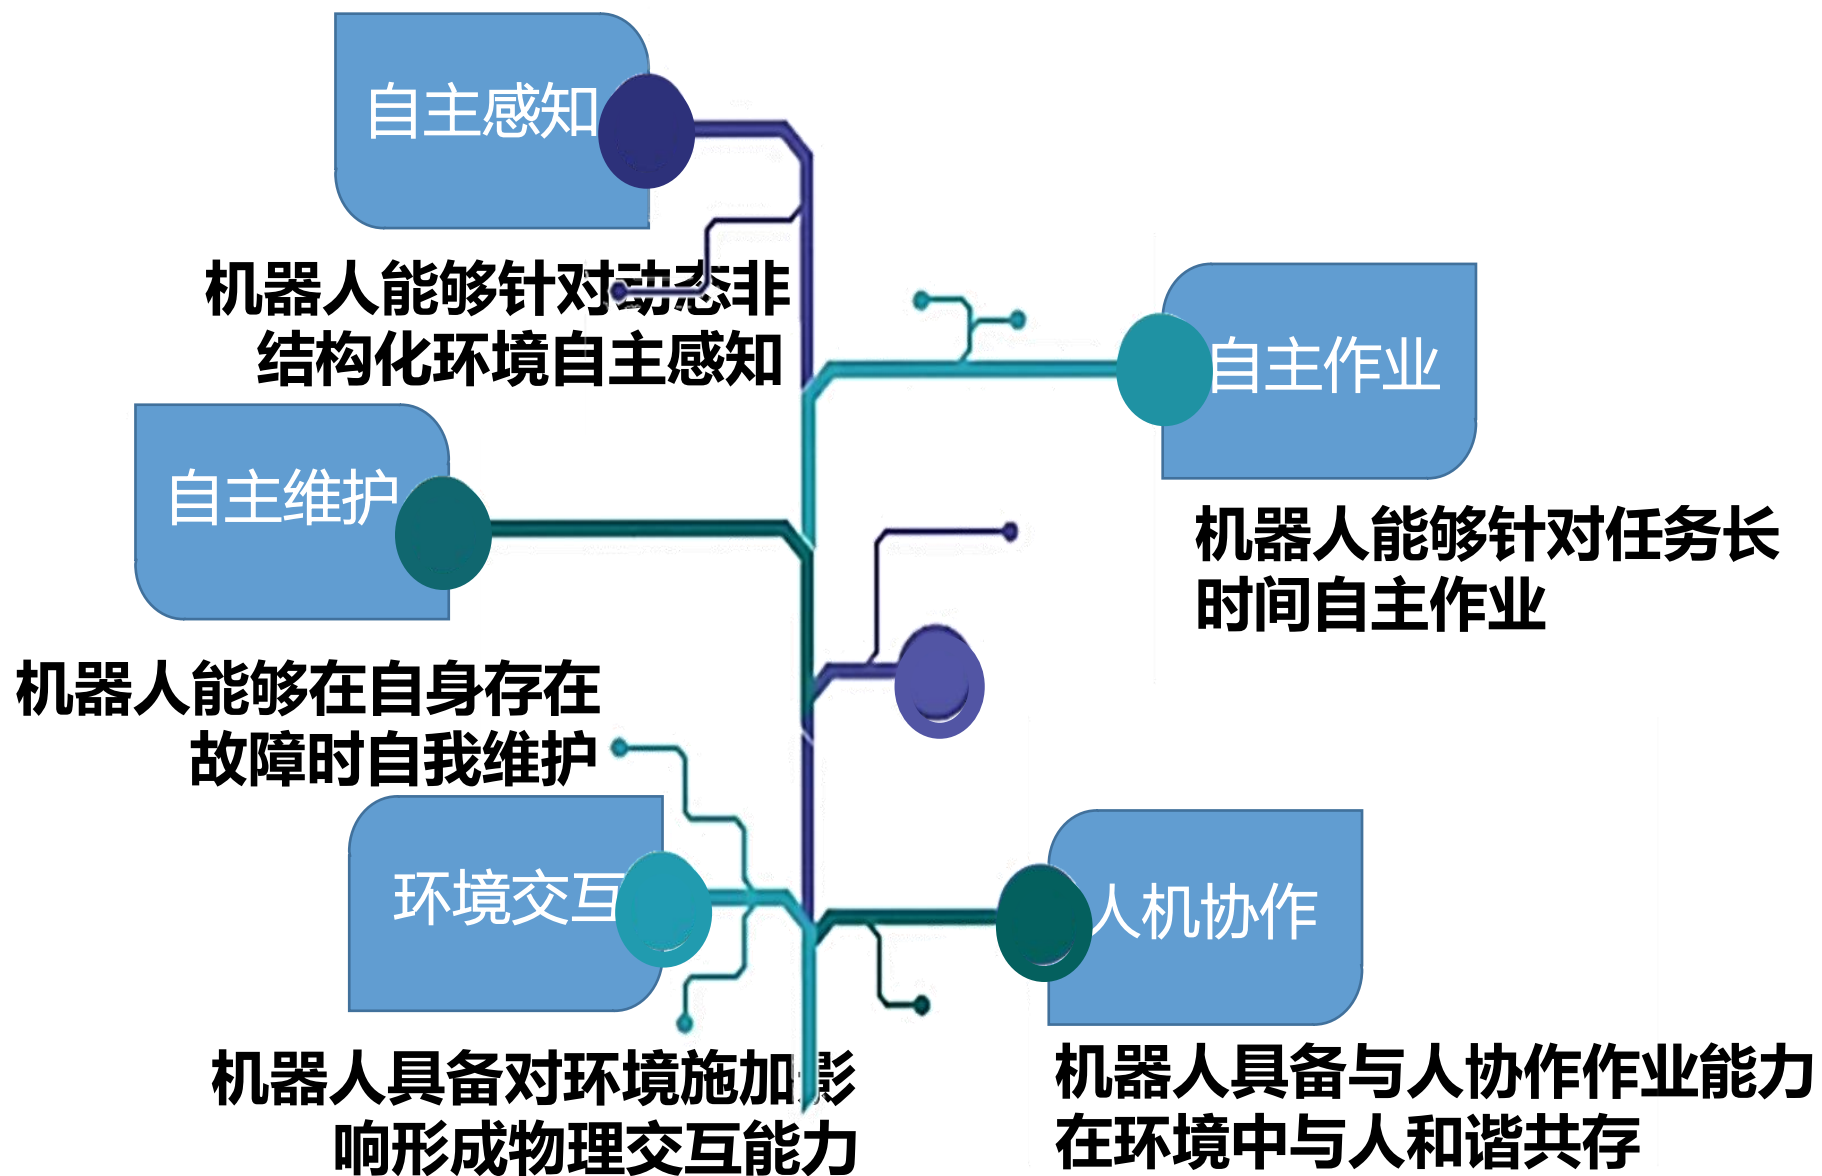 自主感知
机器人能够针对动态非
结构化环境自主感知
自主作业
机器人能够针对任务长
时间自主作业
自主维护
机器人能够在自身存在
故障时自我维护
环境交互
机器人具备对环境施加影
响形成物理交互能力
人机协作
机器人具备与人协作作业能力
在环境中与人和谐共存